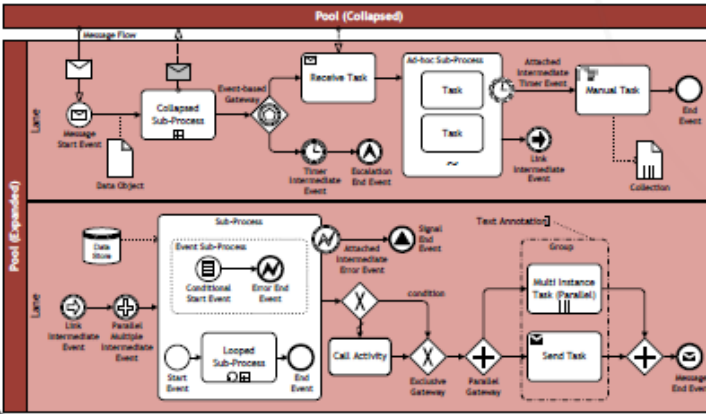 Pool (Collapsed)
Message Flow
Pool (Expanded)
Lane
Message
Start Event
Data Object
Collapsed
Sub-Process
Event-based
Gateway
Receive Task
Timer
Intermediate
Event
Escalation
End Event
Ad-hoc Sub-Process
Task
Task
Attached
Intermediate
Timer Event
Link
Intermediate
Event
Manual Task
Collection
End
Event
Lane
Data
Store
Link
Intermediate
Event
Parallel
Multiple
Intermediate
Event
Sub-Process
Event Sub-Process
Conditional
Start Event
Error End
Event
Start
Event
Looped
Sub-Process
End
Event
Attached
Intermediate
Error Event
Signal
End
Event
condition
Call Activity
Exclusive
Gateway
Parallel
Gateway
Text Annotation
Group
Multi Instance
Task (Parallel)
Send Task
Message
End Event